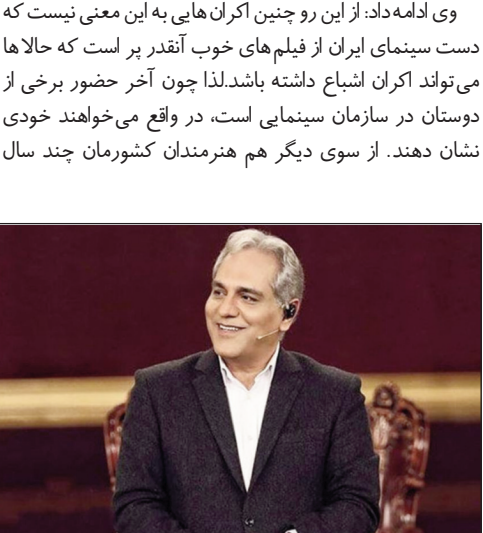 وی ادامه‌داد: از این رو چنین اکران‌هایی به این معنی نیست که
دست سینمای ایران از فیلم‌های خوب آنقدر پر است که حالاها
می‌تواند اکران اشباع داشته باشد.لذا چون آخر حضور برخی از
دوستان در سازمان سینمایی است، در واقع می‌خواهند خودی
نشان دهند. از سوی دیگر هم هنرمندان کشورمان چند سال